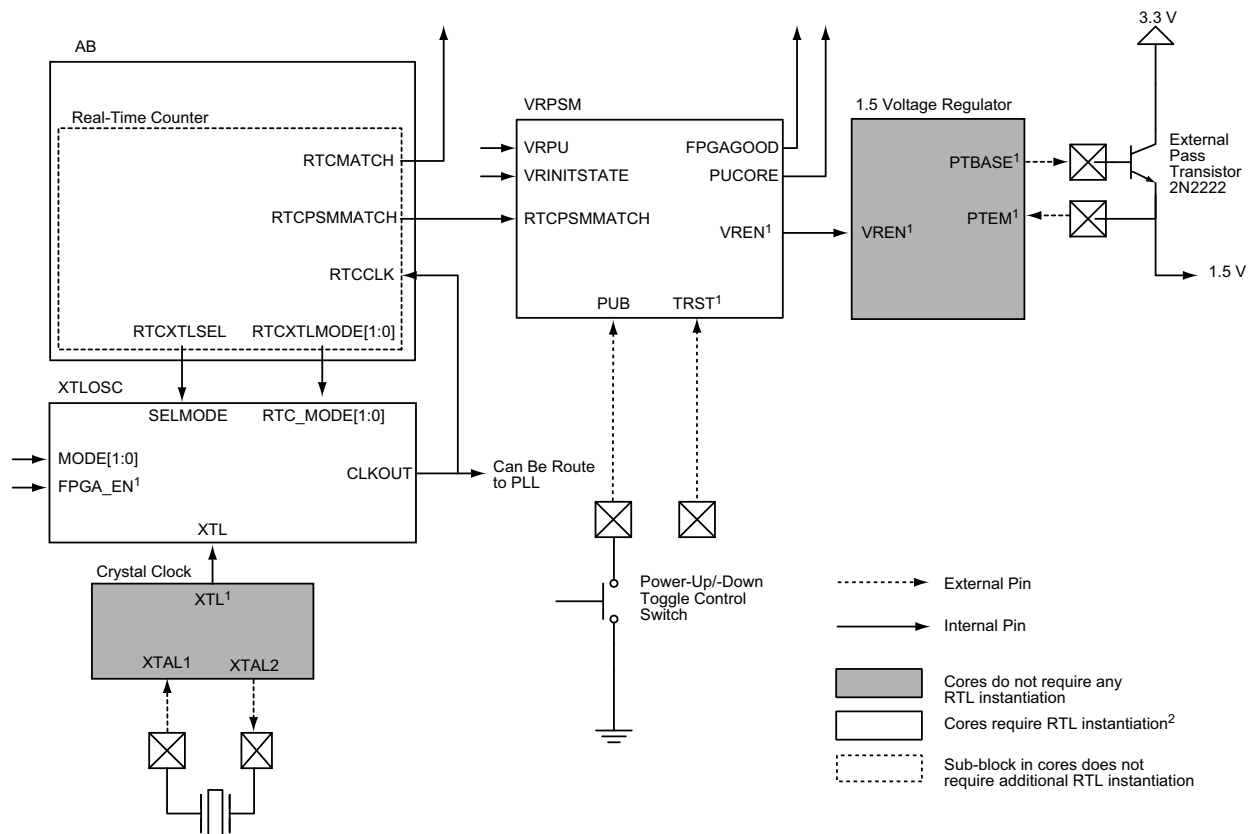 AB
Real-Time Counter
RTCMATCH
RTCPSMMATCH
RTCCLK
RTCXTLSEL RTCXTLMODE[1:0]
XTLOSC
SELMODE RTC_MODE[1:0]
MODE[1:0]
FPGA_EN1
CLKOUT
XTL
Can Be Route
to PLL
Crystal Clock
XTL1
XTAL1 XTAL2
VRPSM
VRPU
VRINITSTATE
RTCPSMMATCH
FPGAGOOD
PUCORE
VREN1
PUB TRST1
Power-Up/-Down
Toggle Control
Switch
1.5 Voltage Regulator
PTBASE1
PTEM1
VREN1
3.3 V
External
Pass
Transistor
2N2222
1.5 V
External Pin
Internal Pin
Cores do not require any
RTL instantiation
Cores require RTL instantiation2
Sub-block in cores does not
require additional RTL instantiation